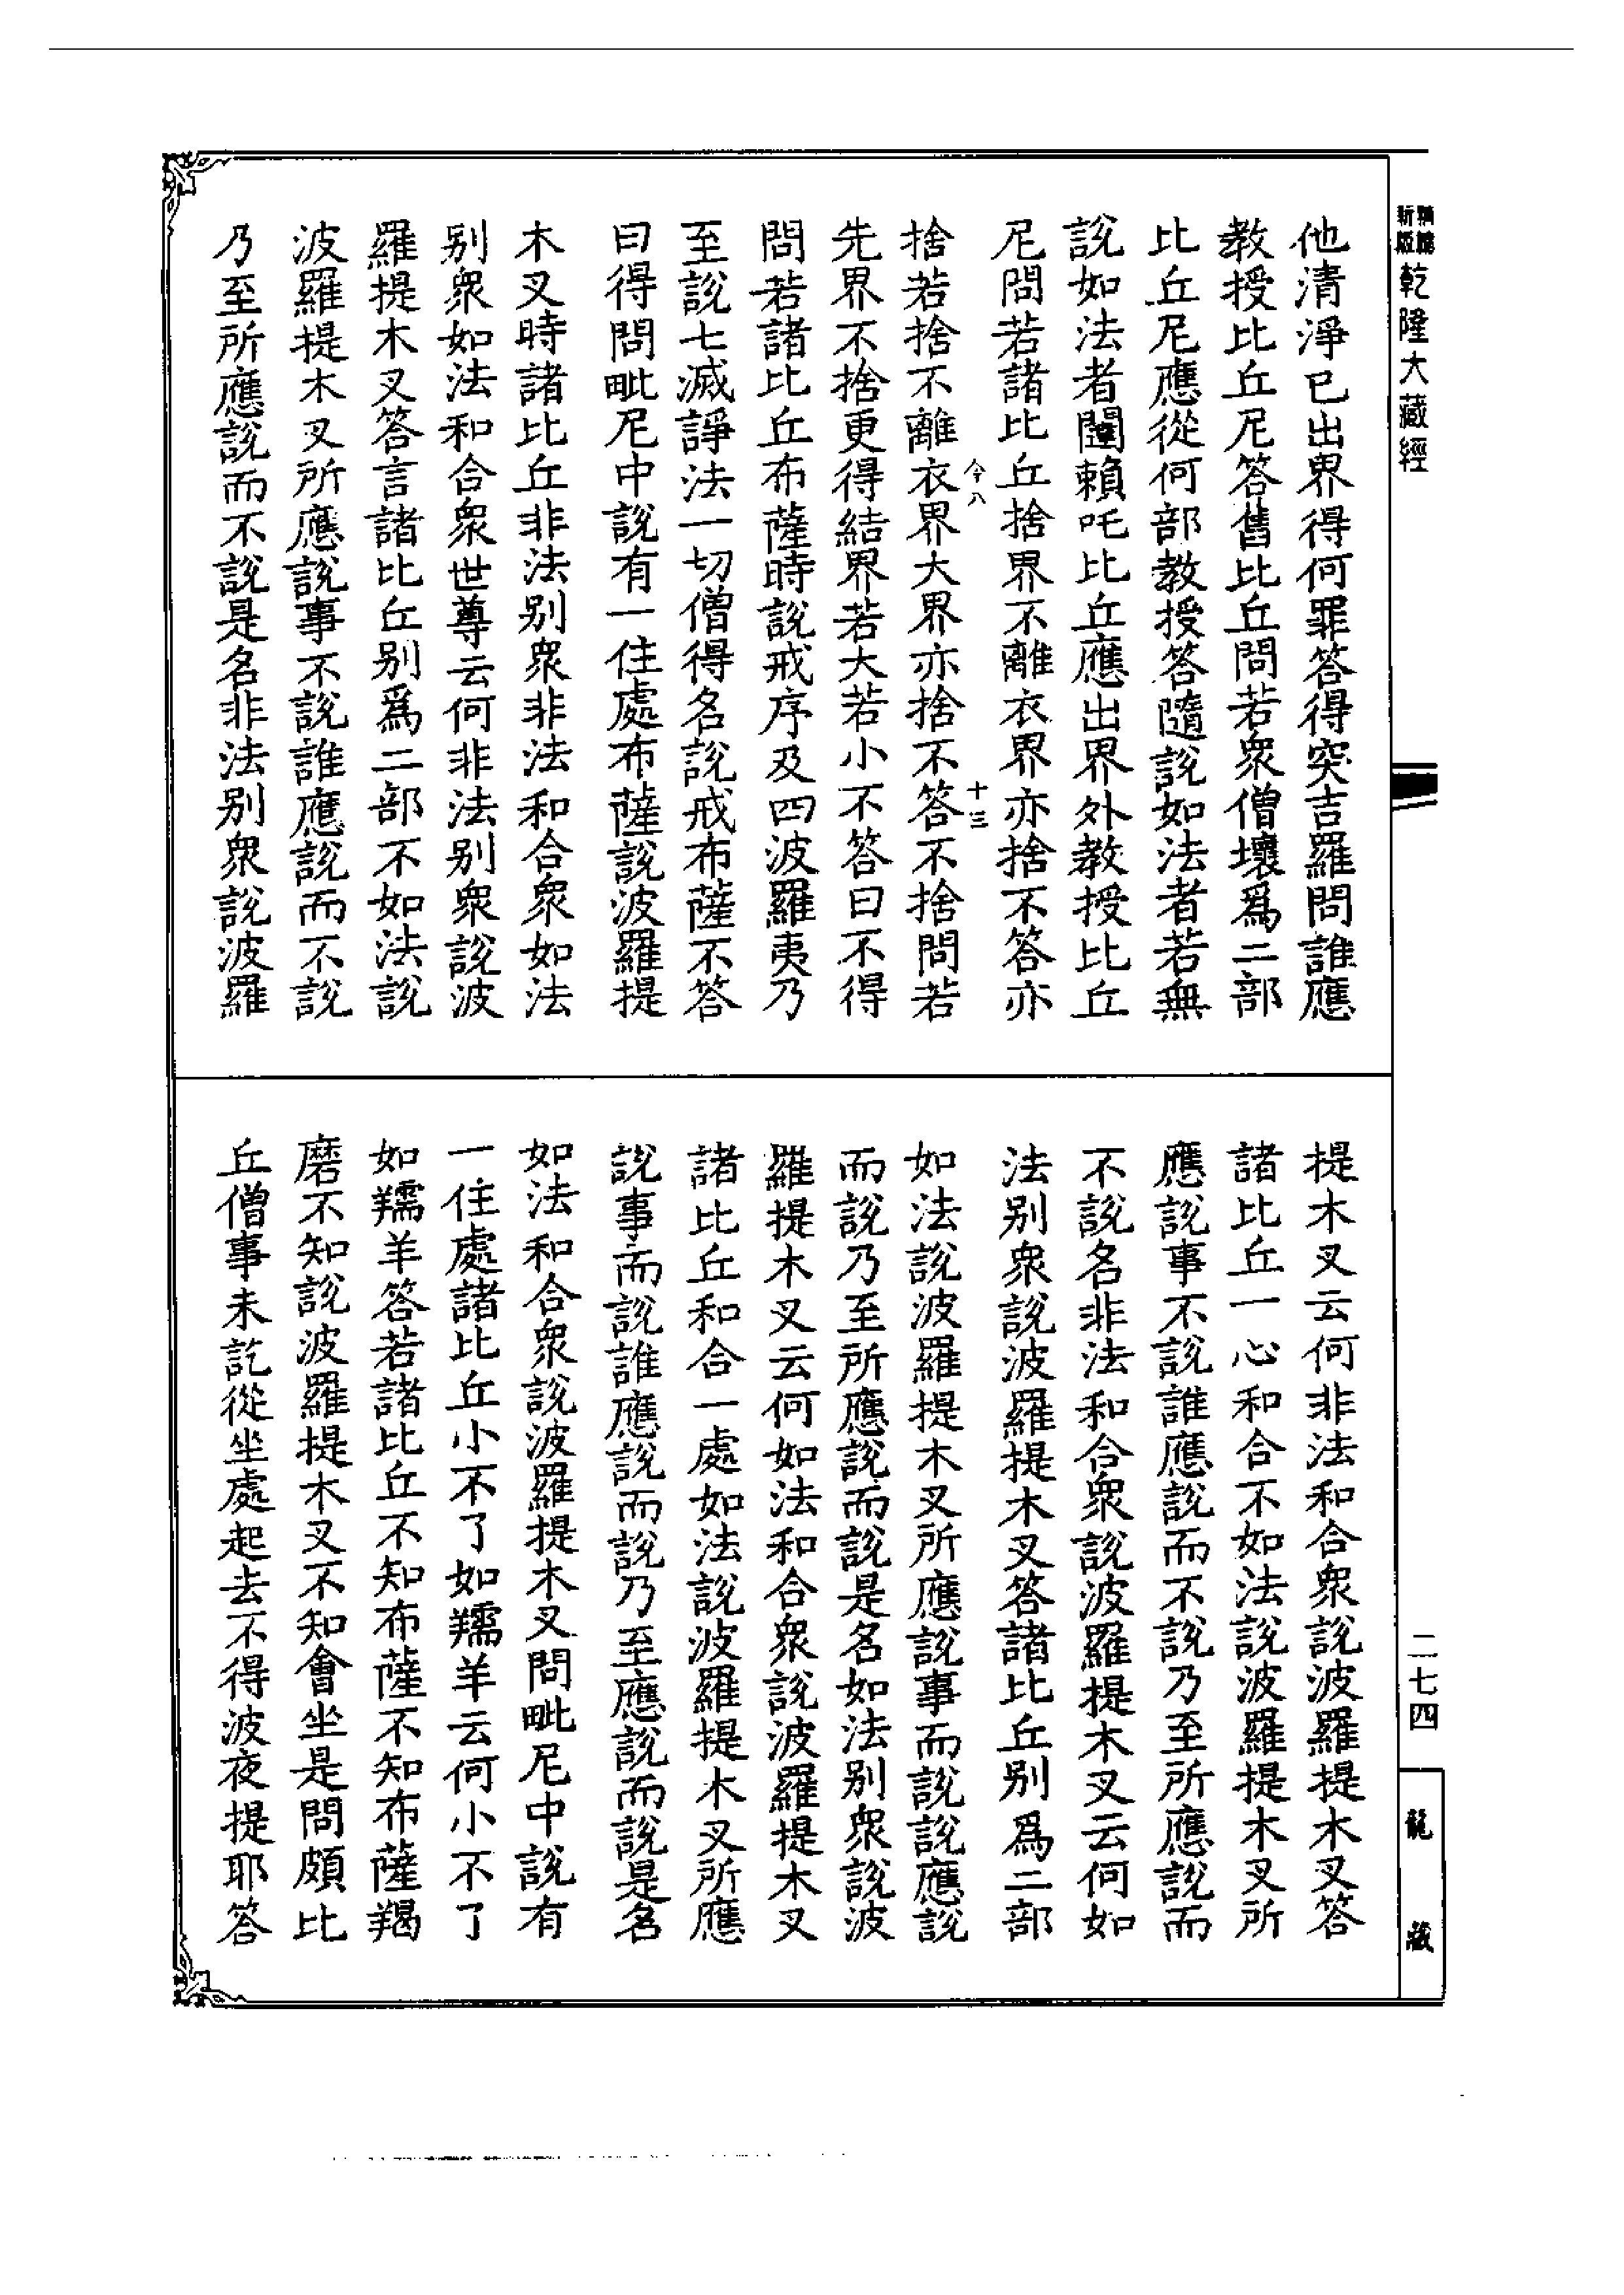 新版
乾隆大藏經
他清淨已出界得何罪答得突吉羅問誰應
教授比丘尼答舊比丘問若衆僧壞爲二部
比丘尼應從何部教授答隨說如法者若無
說如法者闥賴吒比丘應出界外教授比丘
尼問若諸比丘捨界不離衣界亦捨不答亦
捨若捨不離衣界大界亦捨不答不捨問若
先界不捨更得結界若大若小不答曰不得
問若諸比丘布薩時說戒序及四波羅夷乃
至說七滅諍法一切僧得名說戒布薩不答
曰得問毗尼中說有一住處布薩說波羅提
木叉時諸比丘非法别衆非法和合衆如法
别衆如法和合衆世尊云何非法别衆說波
羅提木叉答言諸比丘别爲二部不如法說
波羅提木叉所應說事不說誰應說而不說
乃至所應說而不說是名非法别衆說波羅
十三
提木叉云何非法和合衆說波羅提木叉答
諸比丘一心和合不如法說波羅提木叉所
應說事不說誰應說而不說乃至所應說而
不說名非法和合衆說波羅提木叉云何如
法别衆說波羅提木叉答諸比丘别爲二部
如法說波羅提木叉所應說事而說說應說
而說乃至所應說而說是名如法别衆說波
羅提木叉云何如法和合衆說波羅提木叉
諸比丘和合一處如法說波羅提木叉所應
說事而說誰應說而說乃至應說而說是名
如法和合衆說波羅提木叉問毗尼中說有
一住處諸比丘小不了如羺羊云何小不了
如羺羊答若諸比丘不知布薩不知布薩羯
磨不知說波羅提木叉不知會坐是問頗比
丘僧事未訖從坐處起去不得波夜提耶答
二七四
龍藏